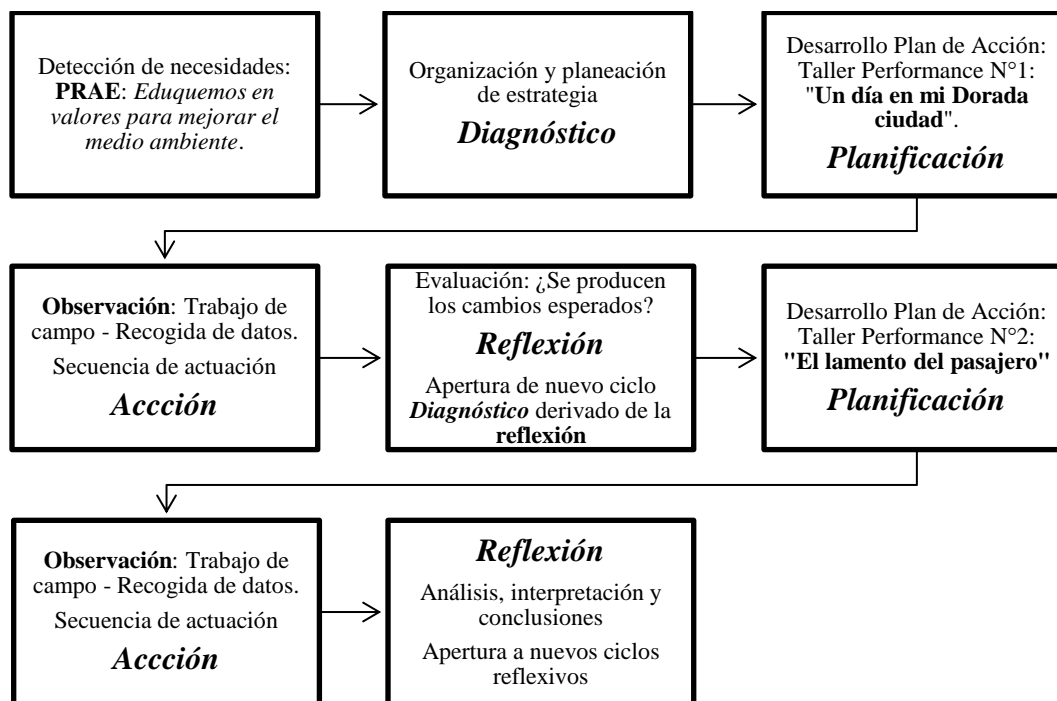 Detección de necesidades:
PRAE: Eduquemos en
valores para mejorar el
medio ambiente.
Organización y planeación
de estrategia
Diagnóstico
Desarrollo Plan de Acción:
Taller Performance N°1:
"Un día en mi Dorada
ciudad".
Planificación
Observación: Trabajo de
campo - Recogida de datos.
Secuencia de actuación
Accción
Evaluación: ¿Se producen
los cambios esperados?
Reflexión
Apertura de nuevo ciclo
Diagnóstico derivado de la
reflexión
Desarrollo Plan de Acción:
Taller Performance N°2:
"El lamento del pasajero"
Planificación
Observación: Trabajo de
campo - Recogida de datos.
Secuencia de actuación
Accción
Reflexión
Análisis, interpretación y
conclusiones
Apertura a nuevos ciclos
reflexivos